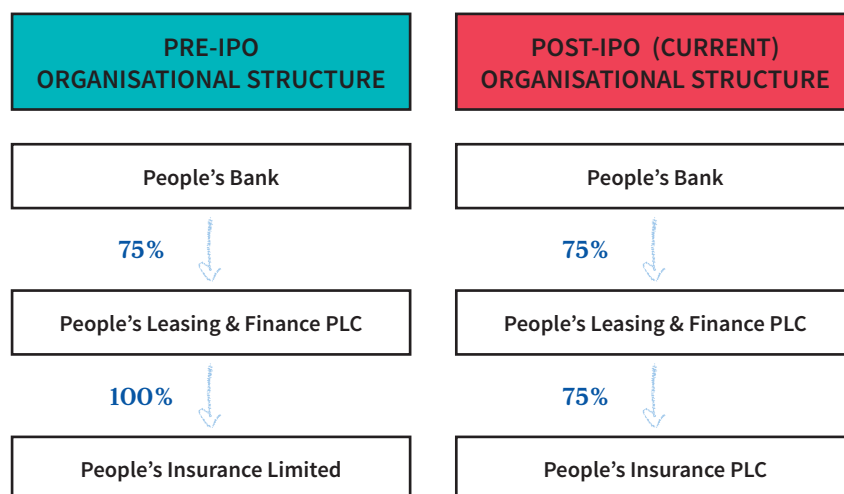 PRE-IPO
ORGANISATIONAL STRUCTURE
People’s Bank
75%
People’s Leasing & Finance PLC
100%
People’s Insurance Limited
POST-IPO (CURRENT)
ORGANISATIONAL STRUCTURE
People’s Bank
75%
People’s Leasing & Finance PLC
75%
People’s Insurance PLC